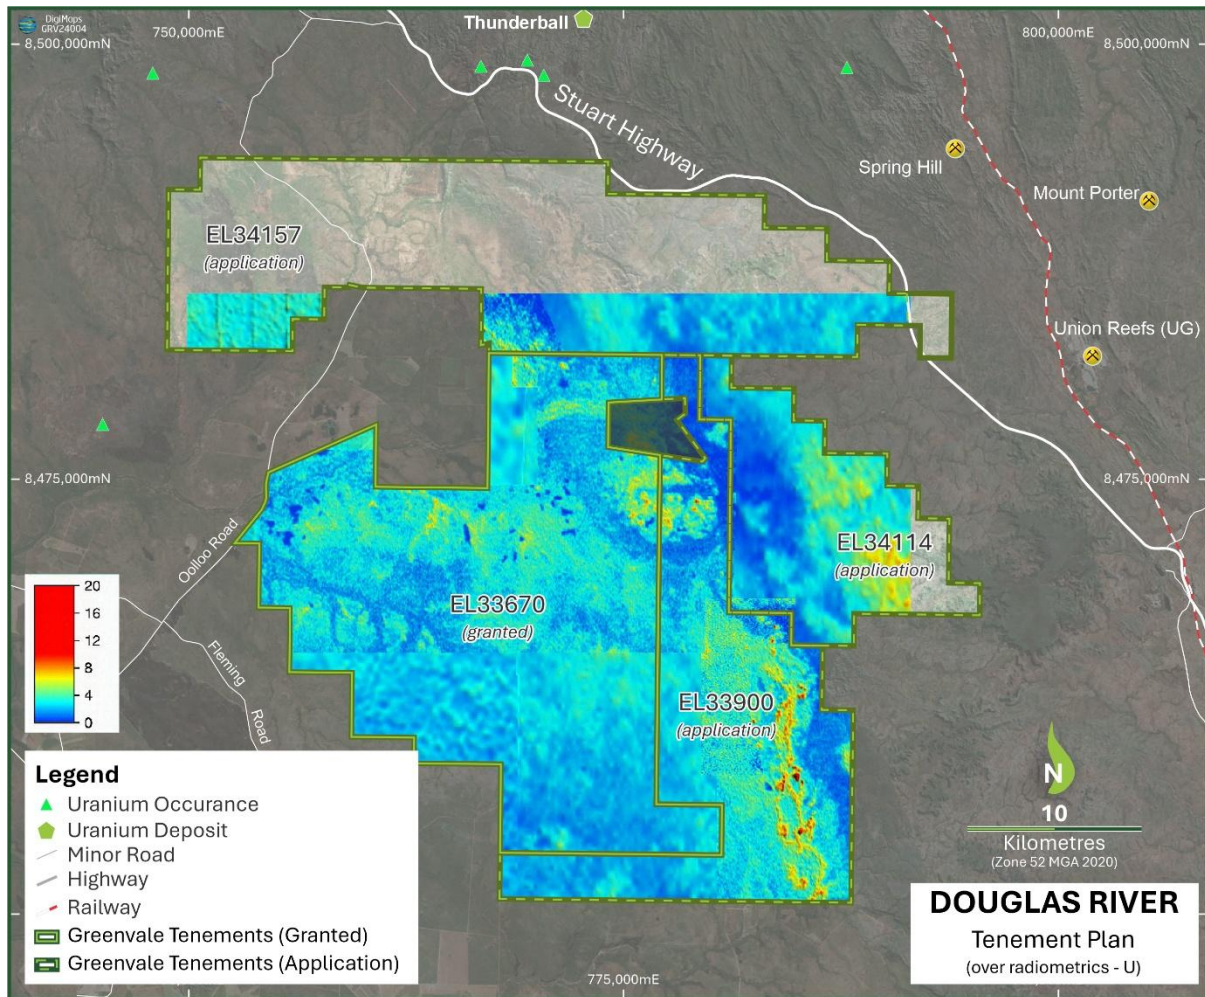 DigiMaps
GRV24004
Thunderball
750,000mE
800,000mE
8,500,000mN
8,500,000mN
Stuart Highway
Spring Hill
Mount Porter
EL34157
(application)
Union Reefs (UG)
8,475,000mN
8,475,000mN
Oolloo Road
EL34114
(application)
EL33670
(granted)
20
16
12
8
4
0
Fleming
Road
EL33900
(application)
N
10
Kilometres
(Zone 52 MGA 2020)
Legend
Uranium Occurance
Uranium Deposit
Minor Road
Highway
Railway
Greenvale Tenements (Granted)
Greenvale Tenements (Application)
DOUGLAS RIVER
Tenement Plan
(over radiometrics - U)
775,000mE